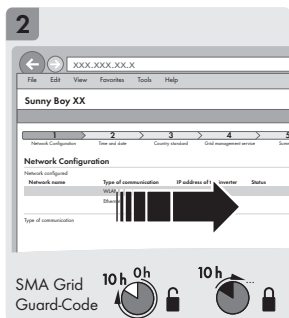 2
XXX.XXX.XX.X
File Edit View Favorites Tools Help
Sunny Boy XX
1 2 3 4 5
Network Configuration Time and date Country standard Grid management service
Network Configuration
Network configured
Network name Type of communication IP address of inverter Status
WLAN
Ethernet
Type of communication
SMA Grid
Guard-Code
10 h 0 h
10 h